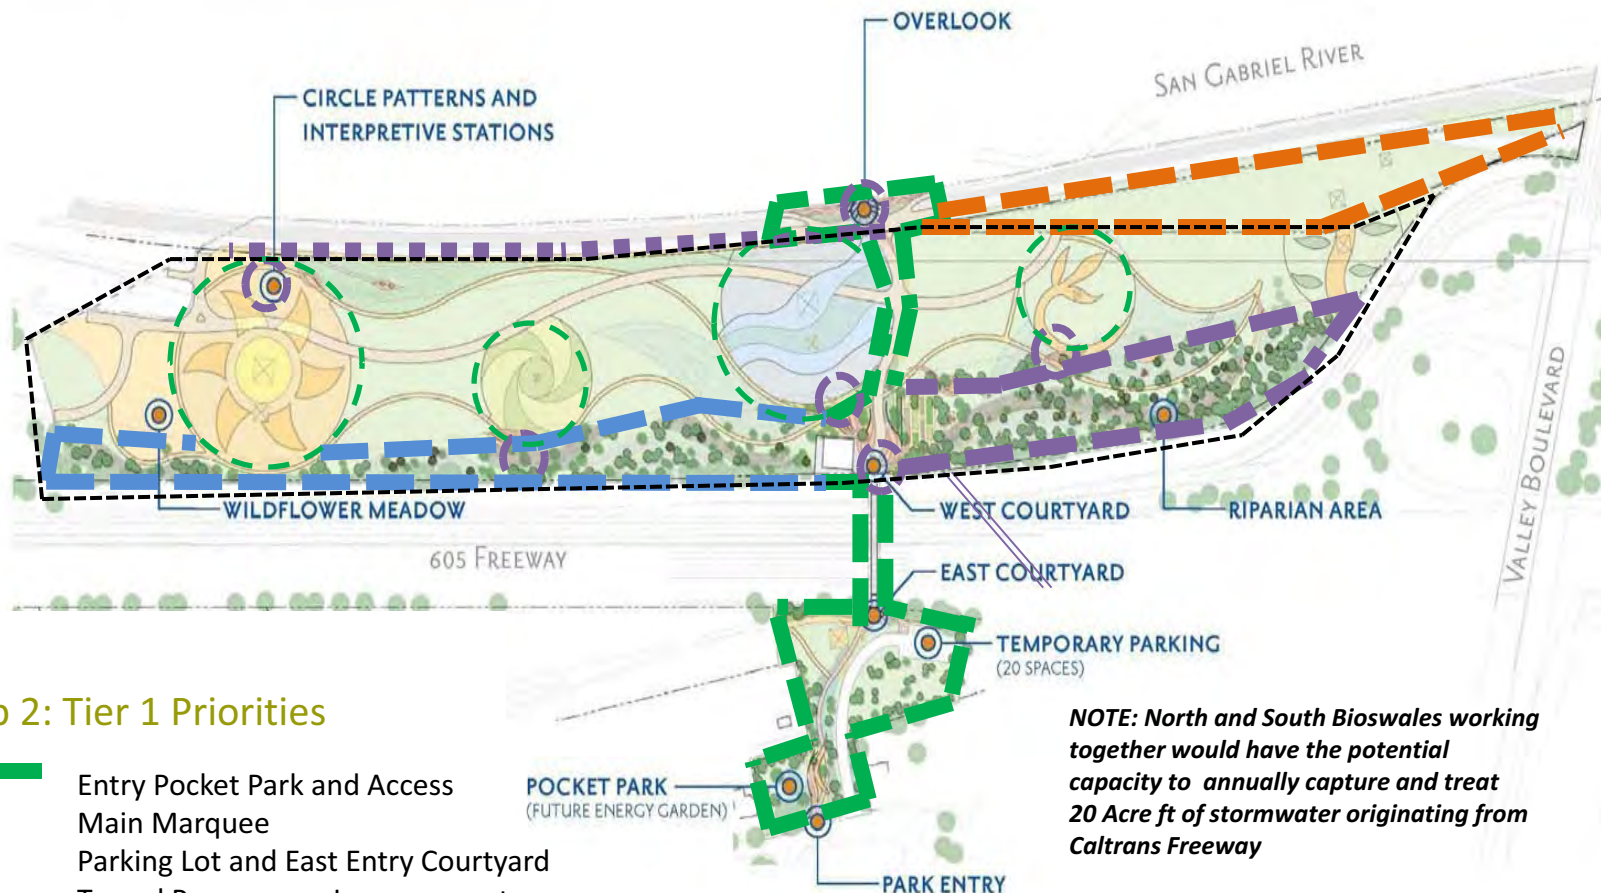 OVERLOOK
SAN GABRIEL RIVER
CIRCLE PATTERNS AND
INTERPRETIVE STATIONS
WILDFLOWER MEADOW
WEST COURTYARD
RIPARIAN AREA
VALLEY BOULEVARD
605 FREEWAY
EAST COURTYARD
TEMPORARY PARKING
(20 SPACES)
2: Tier 1 Priorities
Entry Pocket Park and Access
Main Marquee
Parking Lot and East Entry Courtyard
POCKET PARK
(FUTURE ENERGY GARDEN)
PARK ENTRY
NOTE: North and South Bioswales working
together would have the potential
capacity to annually capture and treat
20 Acre ft of stormwater originating from
Caltrans Freeway